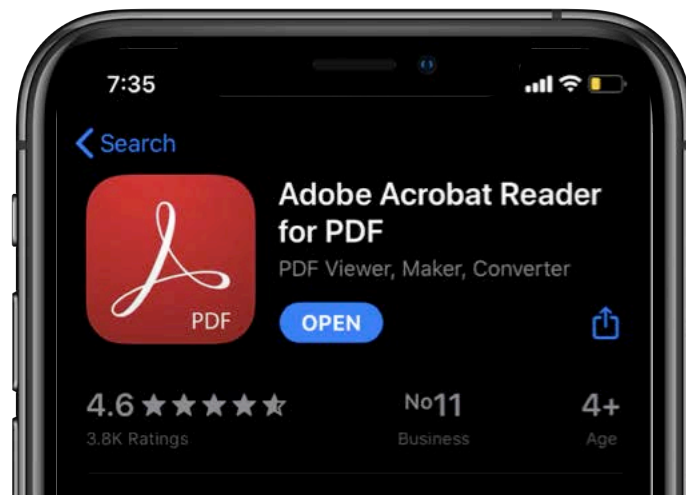 7:35
Search
Adobe Acrobat Reader
for PDF
PDF Viewer, Maker, Converter
PDF
OPEN
4.6
No11
4+
3.8K Ratings
Business
Age